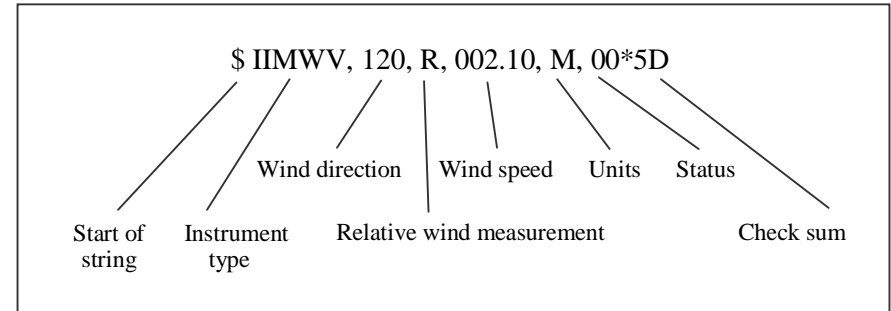 $ IIMWV, 120, R, 002.10, M, 00*5D
Wind direction Wind speed Units Status
Start of string Instrument type Relative wind measurement Check sum